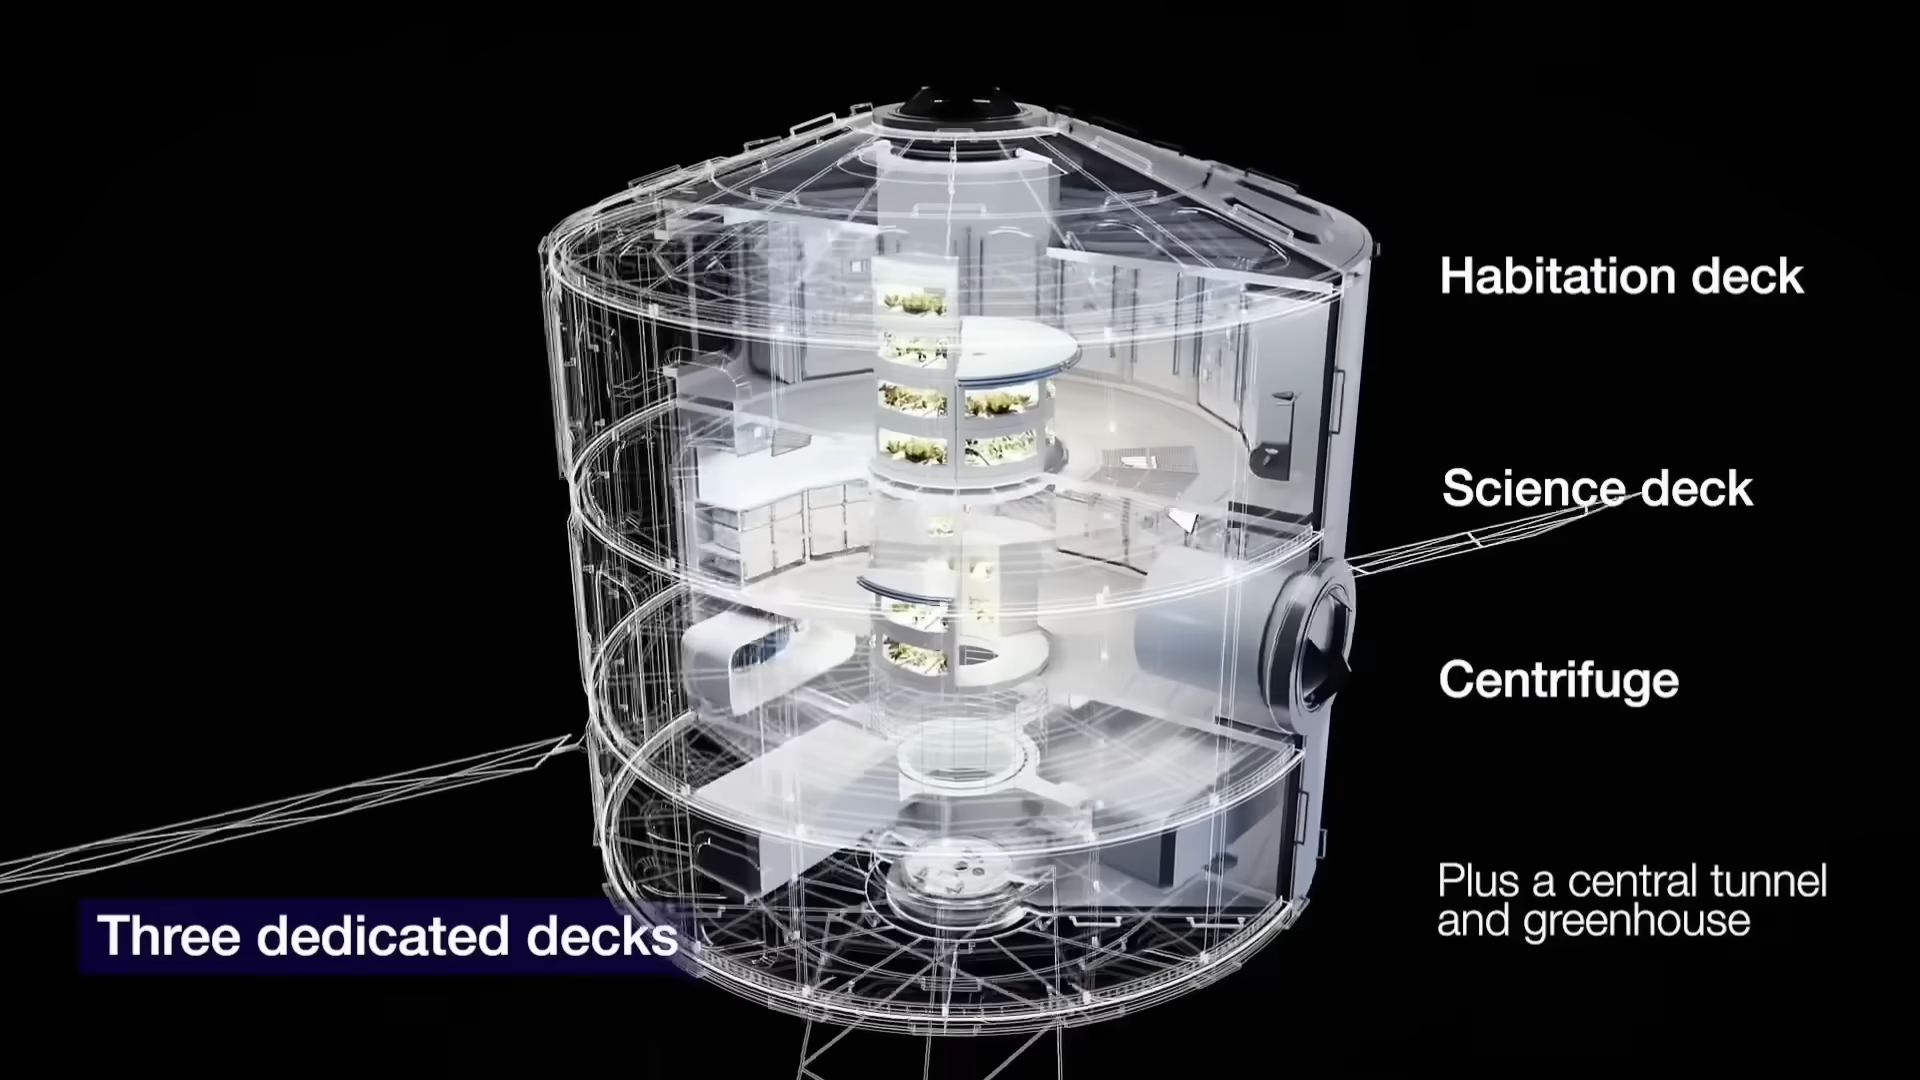 Habitation deck
Science deck
Centrifuge
Plus a central tunnel
and greenhouse
Three dedicated decks